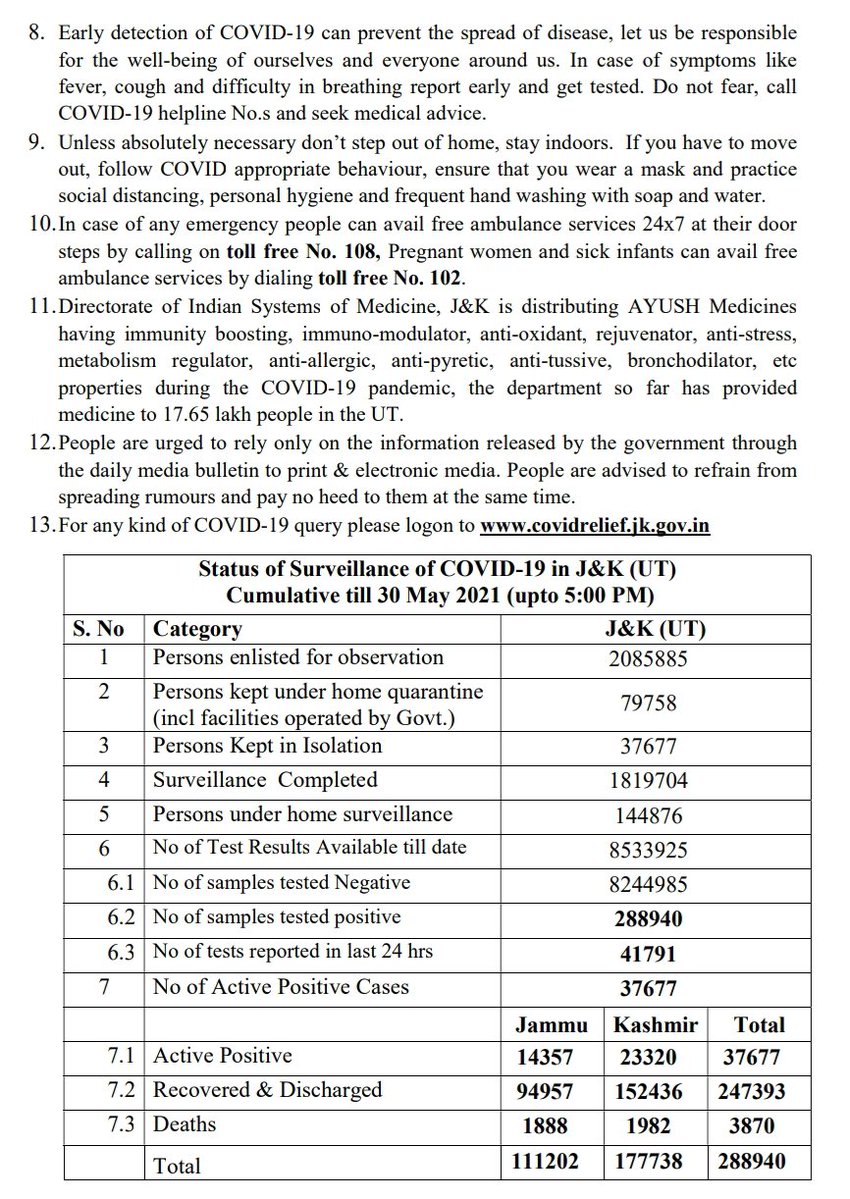 8. Early detection of COVID-19 can prevent the spread of disease, let us be responsible
for the well-being of ourselves and everyone around us. In case of symptoms like
fever, cough and difficulty in breathing report early and get tested. Do not fear, call
COVID-19 helpline No.s and seek medical advice.
9. Unless absolutely necessary don’t step out of home, stay indoors. If you have to move
out, follow COVID appropriate behaviour, ensure that you wear a mask and practice
social distancing, personal hygiene and frequent hand washing with soap and water.
10.In case of any emergency people can avail free ambulance services 24x7 at their door
steps by calling on toll free No. 108, Pregnant women and sick infants can avail free
ambulance services by dialing toll free No. 102.
11.Directorate of Indian Systems of Medicine, J&K is distributing AYUSH Medicines
having immunity boosting, immuno-modulator, anti-oxidant, rejuvenator, anti-stress,
metabolism regulator, anti-allergic, anti-pyretic, anti-tussive, bronchodilator, etc
properties during the COVID-19 pandemic, the department so far has provided
medicine to 17.65 lakh people in the UT.
12.People are urged to rely only on the information released by the government through
the daily media bulletin to print & electronic media. People are advised to refrain from
spreading rumours and pay no heed to them at the same time.
13.For any kind of COVID-19 query please logon to www.covidrelief.jk.gov.in
Status of Surveillance of COVID-19 in J&K (UT)
Cumulative till 30 May 2021 (upto 5:00 PM)
S. No Category J&K (UT)
1 Persons enlisted for observation 2085885
2 Persons kept under home quarantine
(incl facilities operated by Govt.) 79758
3 Persons Kept in Isolation 37677
4 Surveillance Completed 1819704
5 Persons under home surveillance 144876
6 No of Test Results Available till date 8533925
6.1 No of samples tested Negative 8244985
6.2 No of samples tested positive 288940
6.3 No of tests reported in last 24 hrs 41791
7 No of Active Positive Cases 37677
Jammu Kashmir Total
7.1 Active Positive 14357 23320 37677
7.2 Recovered & Discharged 94957 152436 247393
7.3 Deaths 1888 1982 3870
Total 111202 177738 288940